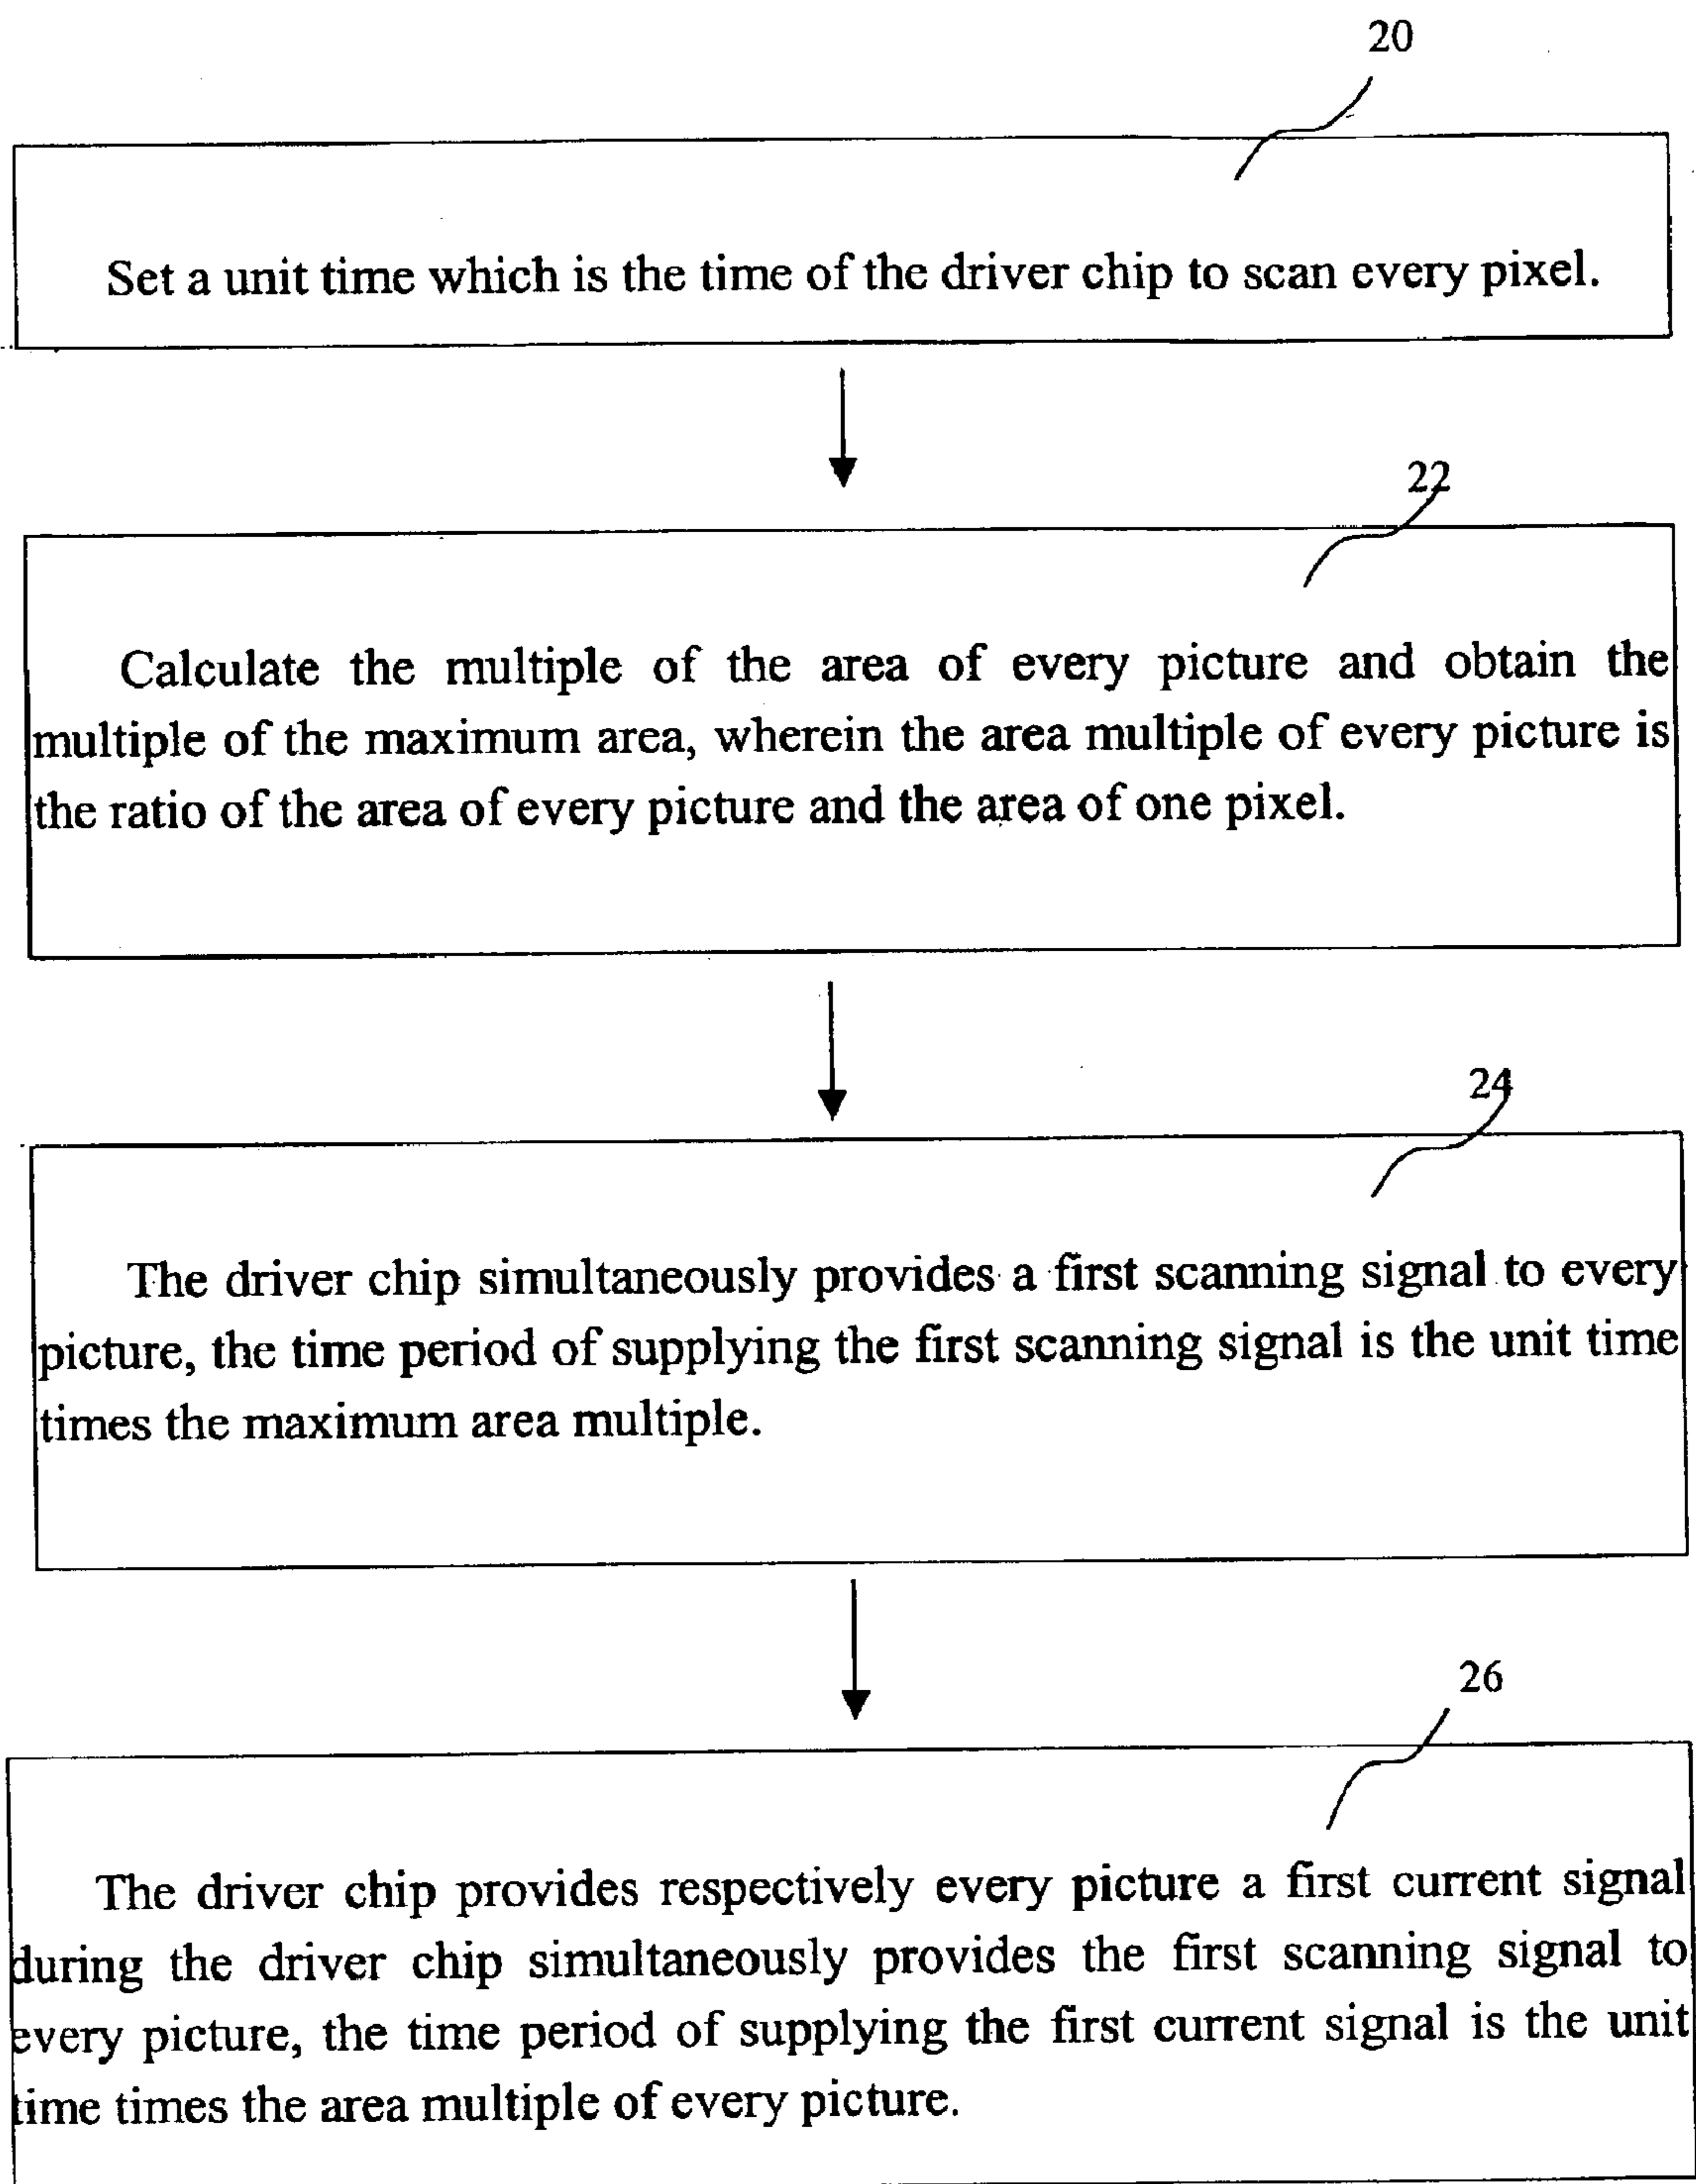 20
Set a unit time which is the time of the driver chip to scan every pixel.
22
Calculate the multiple of the area of every picture and obtain the
multiple of the maximum area, wherein the area multiple of every picture is
the ratio of the area of every picture and the area of one pixel.
24
The driver chip simultaneously provides a first scanning signal to every
picture, the time period of supplying the first scanning signal is the unit time
times the maximum area multiple.
26
The driver chip provides respectively every picture a first current signal
during the driver chip simultaneously provides the first scanning signal to
every picture, the time period of supplying the first current signal is the unit
time times the area multiple of every picture.